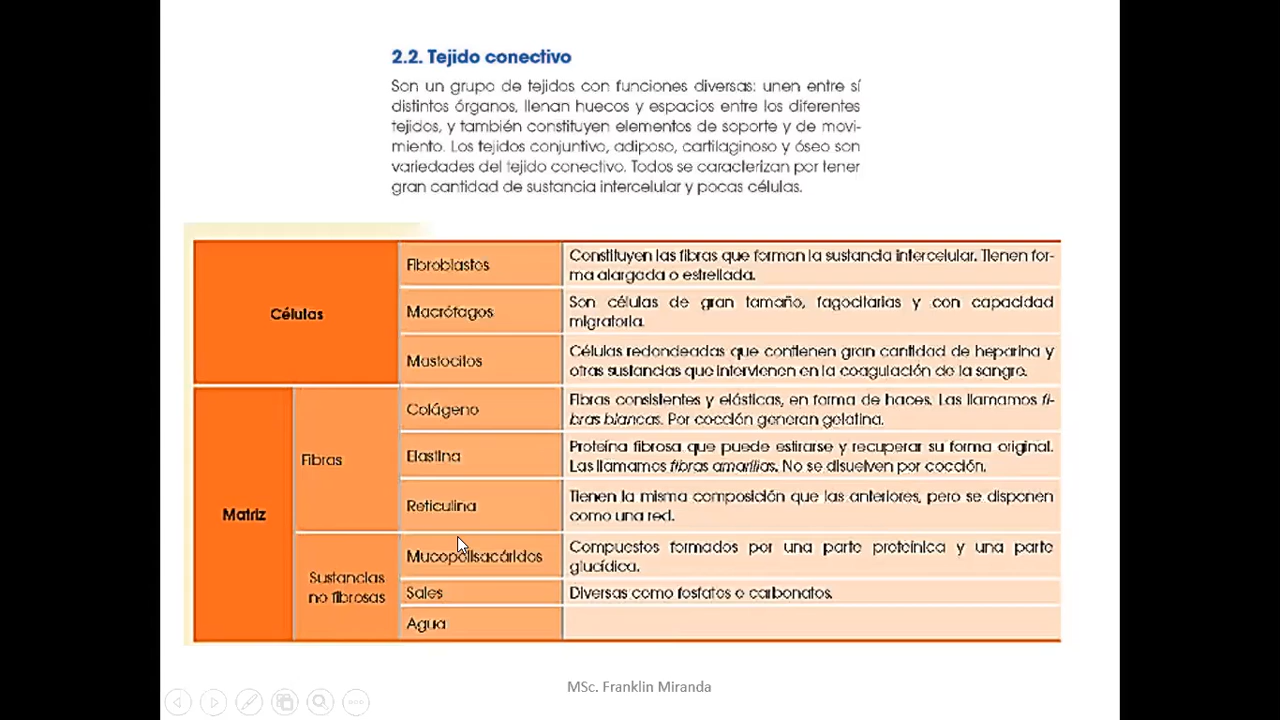 2.2. Tejido conectivo
Son un grupo de tejidos con funciones diversas: unen entre sí
distintos órganos, llenan huecos y espacios entre los diferentes
tejidos, y también constituyen elementos de soporte y de movi-
miento. Los tejidos conjuntivo, adiposo, cartilaginoso y óseo son
variedades del tejido conectivo. Todos se caracterizan por tener
gran cantidad de sustancia intercelular y pocas células.
Células
Fibroblastos
Constituyen las fibras que forman la sustancia intercelular. Tienen for-
ma alargada o estrellada.
Macrófagos
Son células de gran tamaño, fagocitarias y con capacidad
migratoria.
Mastocitos
Células redondeadas que contienen gran cantidad de heparina y
otras sustancias que intervienen en la coagulación de la sangre.
Matriz
Fibras
Colágeno
Fibras consistentes y elásticas, en forma de haces. Las llamamos fi-
bras blancas. Por cocción generan gelatina.
Elastina
Proteína fibrosa que puede estirarse y recuperar su forma original.
Las llamamos fibras amarillas. No se disuelven por cocción.
Reticulina
Tienen la misma composición que las anteriores, pero se disponen
como una red.
Sustancias
no fibrosas
Mucopolisacáridos
Compuestos formados por una parte proteínica y una parte
glucídica.
Sales
Diversas como fosfatos o carbonatos.
Agua
MSc. Franklin Miranda